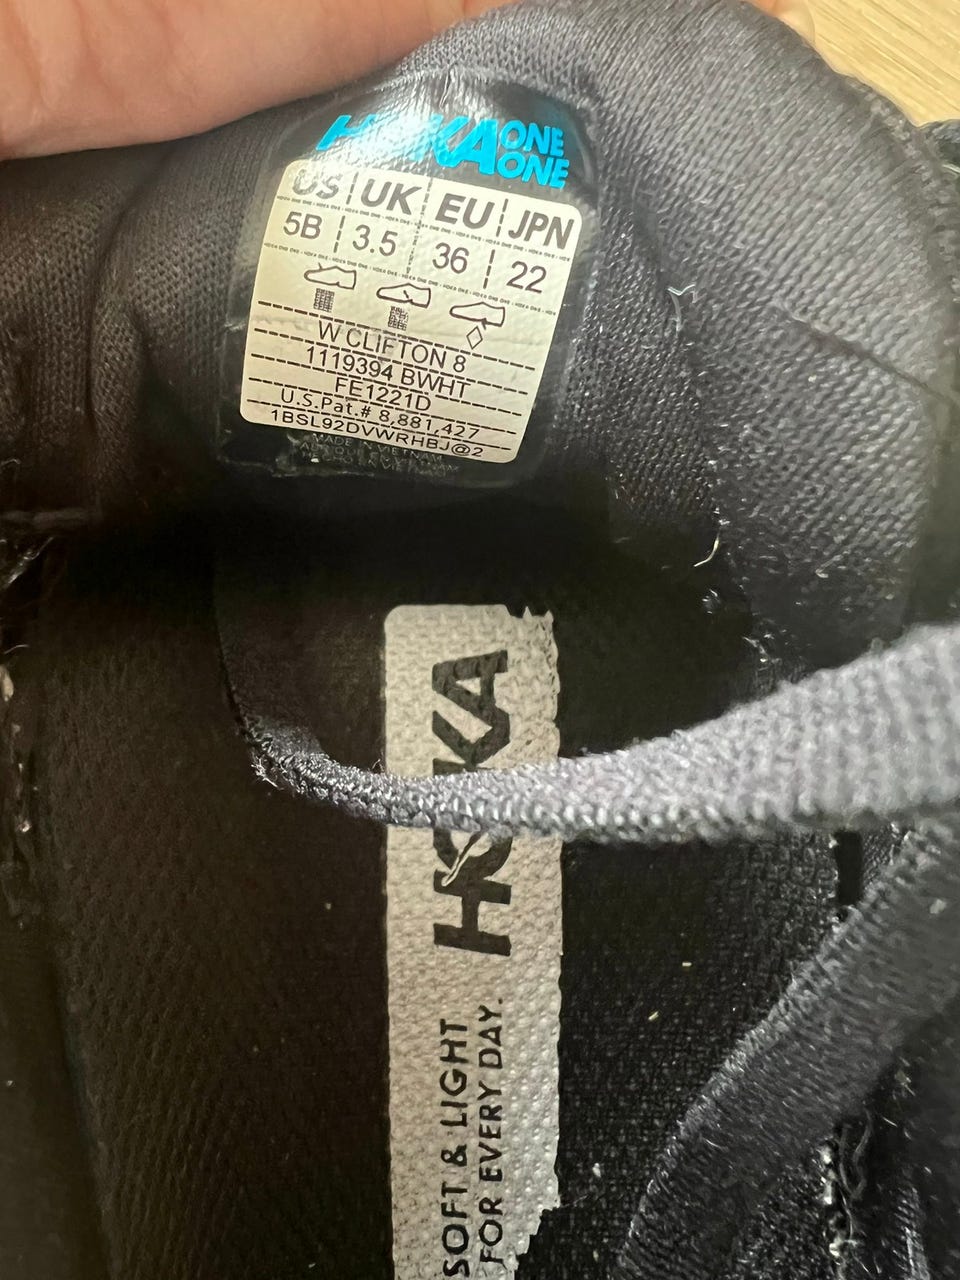 HOKA ONE ONE
US UK EU JPN
5B 3.5 36 22
W CLIFTON 8
1119394 BWHT
FE1221D
U.S.Pat.# 8,881,427
1BSL92DVWRHBJ@2
MADE IN VIETNAM
HOKA
SOFT & LIGHT
FOR EVERY DAY.